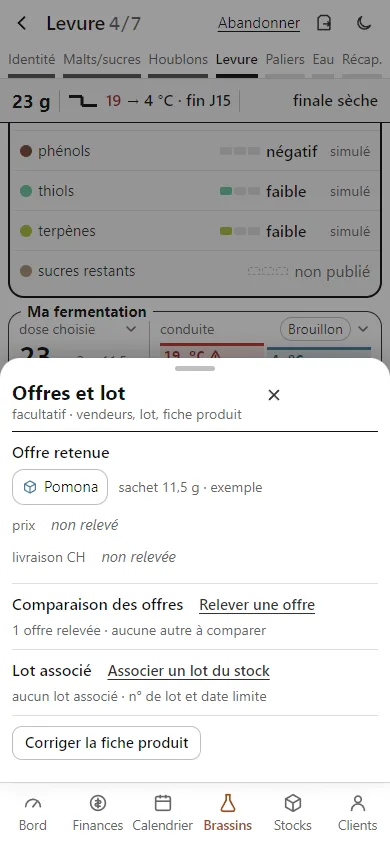 Levure 4/7
Abandonner
Identité Malts/sucres Houblons Levure Paliers Eau Récap.
23 g 19 → 4 °C · fin J15 finale sèche
phénols négatif simulé
thiols faible simulé
terpènes faible simulé
sucres restants non publié
Ma fermentation
dose choisie conduite Brouillon
23
19 °C
Offres et lot
facultatif · vendeurs, lot, fiche produit
Offre retenue
Pomona sachet 11,5 g · exemple
prix non relevé
livraison CH non relevée
Comparaison des offres Relever une offre
1 offre relevée · aucune autre à comparer
Lot associé Associer un lot du stock
aucun lot associé · n° de lot et date limite
Corriger la fiche produit
Bord Finances Calendrier Brassins Stocks Clients